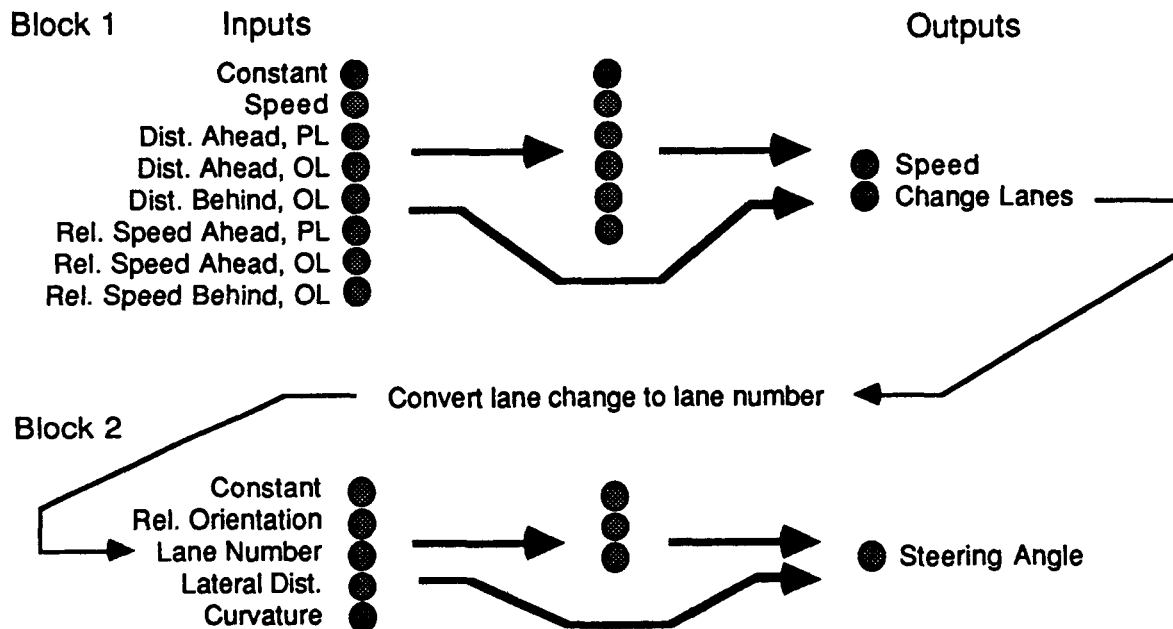 Block 1 Inputs Outputs
Constant
Speed
Dist. Ahead, PL
Dist. Ahead, OL
Dist. Behind, OL
Rel. Speed Ahead, PL
Rel. Speed Ahead, OL
Rel. Speed Behind, OL
Speed
Change Lanes
Convert lane change to lane number
Block 2
Constant
Rel. Orientation
Lane Number
Lateral Dist.
Curvature
Steering Angle